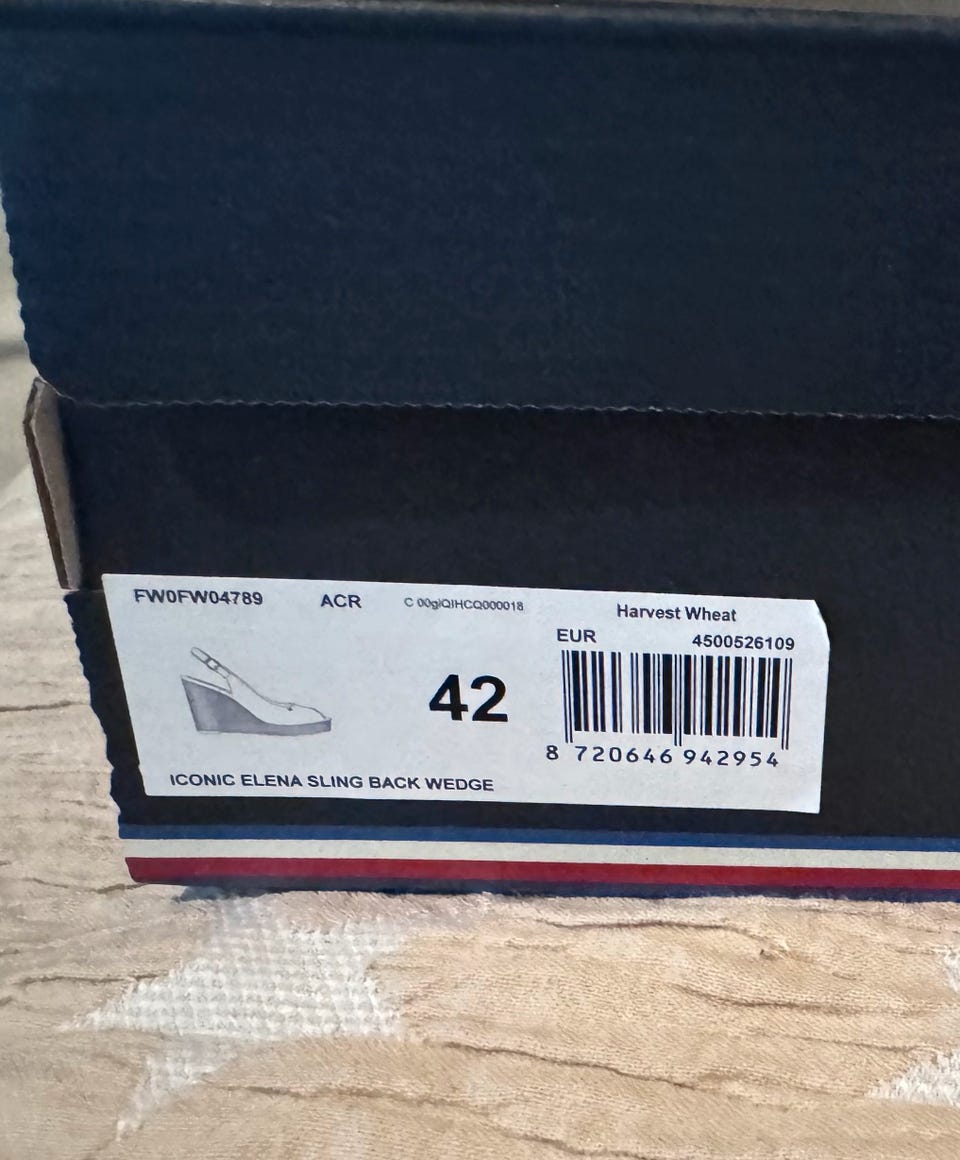 FW0FW04789 ACR C 00gIQIHCQ000018
Harvest Wheat
EUR 4500526109
42
8 720646 942954
ICONIC ELENA SLING BACK WEDGE